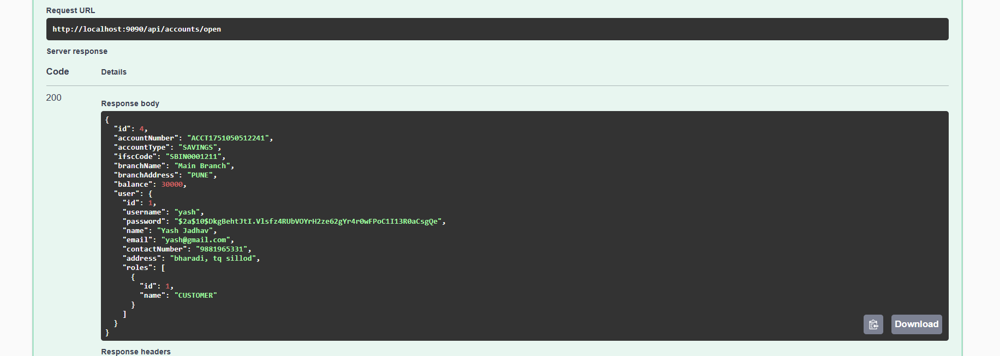 Request URL
http://localhost:9090/api/accounts/open
Server response
Code Details
200
Response body
{
  "id": 4,
  "accountNumber": "ACCT1751050512241",
  "accountType": "SAVINGS",
  "ifscCode": "SBIN0001211",
  "branchName": "Main Branch",
  "branchAddress": "PUNE",
  "balance": 30000,
  "user": {
    "id": 1,
    "username": "yash",
    "password": "$2a$10$DkgBehtJtI.Vlsfz4RUbVOYrH2ze62gYr4r0wFPoC1I13R0aCsgQe",
    "name": "Yash Jadhav",
    "email": "yash@gmail.com",
    "contactNumber": "9881965331",
    "address": "bharadi, tq sillod",
    "roles": [
      {
        "id": 1,
        "name": "CUSTOMER"
      }
    ]
  }
}
Download
Response headers